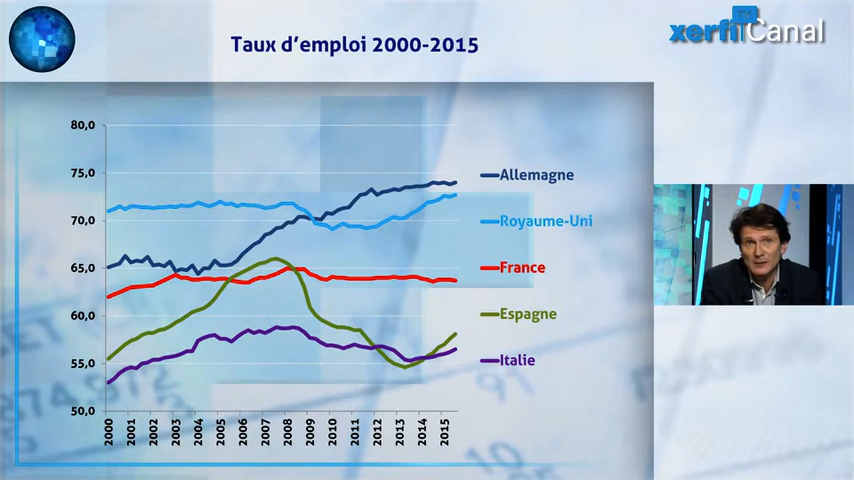 Taux d'emploi 2000-2015
xerfi Canal
80,0
75,0
70,0
65,0
60,0
55,0
50,0
2000 2001 2002 2003 2004 2005 2006 2007 2008 2009 2010 2011 2012 2013 2014 2015
Allemagne
Royaume-Uni
France
Espagne
Italie